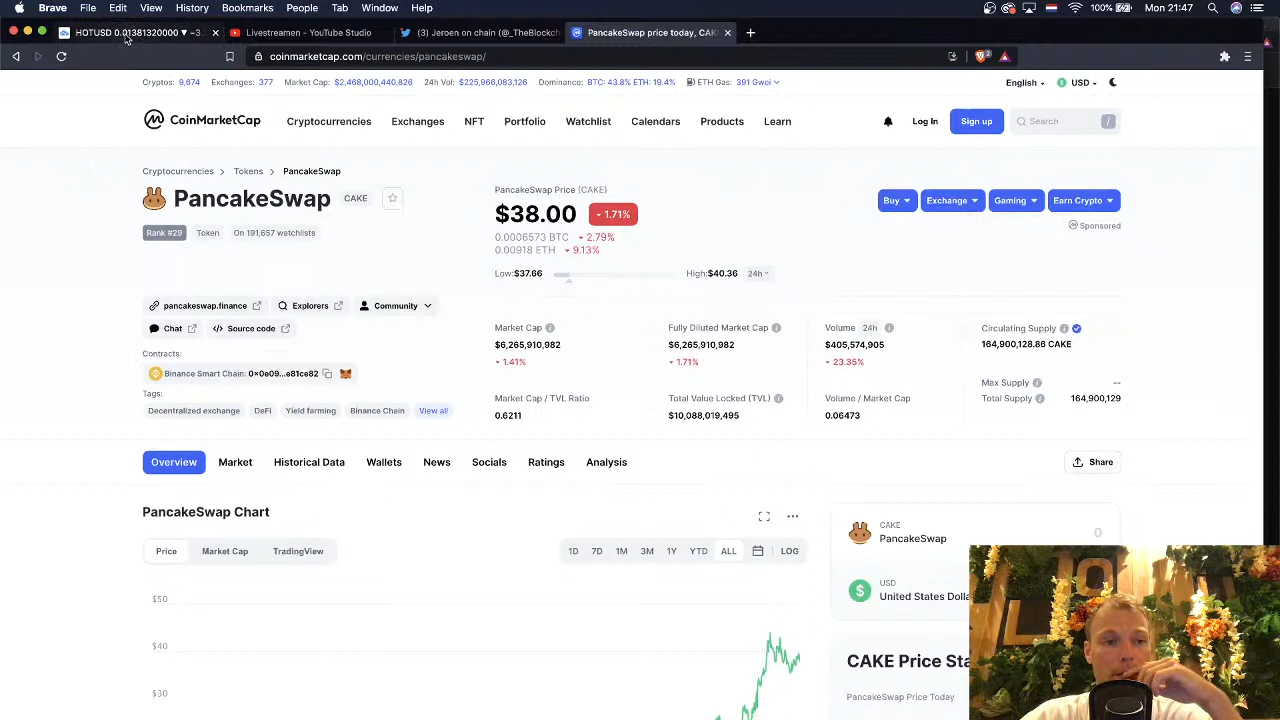 Brave File Edit View History Bookmarks People Tab Window Help 100% Mon 21:47
HOTUSD 0.01381320000 ▼ −3. Livestreamen - YouTube Studio (3) Jeroen on chain (@_TheBlockch PancakeSwap price today, CAK
coinmarketcap.com/currencies/pancakeswap/ 2
Cryptos: 9,674 Exchanges: 377 Market Cap: $2,468,000,440,826 24h Vol: $225,966,083,126 Dominance: BTC: 43.8% ETH: 19.4% ETH Gas: 391 Gwei English USD
CoinMarketCap Cryptocurrencies Exchanges NFT Portfolio Watchlist Calendars Products Learn Log In Sign up Search /
Cryptocurrencies Tokens PancakeSwap
PancakeSwap CAKE
Rank #29 Token On 191,657 watchlists
PancakeSwap Price (CAKE)
$38.00 1.71%
0.0006573 BTC 2.79%
0.00918 ETH 9.13%
Low: $37.66 High: $40.36 24h
Buy Exchange Gaming Earn Crypto
Sponsored
pancakeswap.finance Explorers Community
Chat Source code
Contracts:
Binance Smart Chain: 0x0e09...e81ce82
Tags:
Decentralized exchange DeFi Yield farming Binance Chain View all
Market Cap
$6,265,910,982
1.41%
Fully Diluted Market Cap
$6,265,910,982
1.71%
Volume 24h
$405,574,905
23.35%
Circulating Supply
164,900,128.86 CAKE
Market Cap / TVL Ratio
0.6211
Total Value Locked (TVL)
$10,088,019,495
Volume / Market Cap
0.06473
Max Supply --
Total Supply 164,900,129
Overview Market Historical Data Wallets News Socials Ratings Analysis Share
PancakeSwap Chart
Price Market Cap TradingView 1D 7D 1M 3M 1Y YTD ALL LOG
$50
$40
$30
CAKE
PancakeSwap 0
USD
United States Dolla
CAKE Price Sta
PancakeSwap Price Today